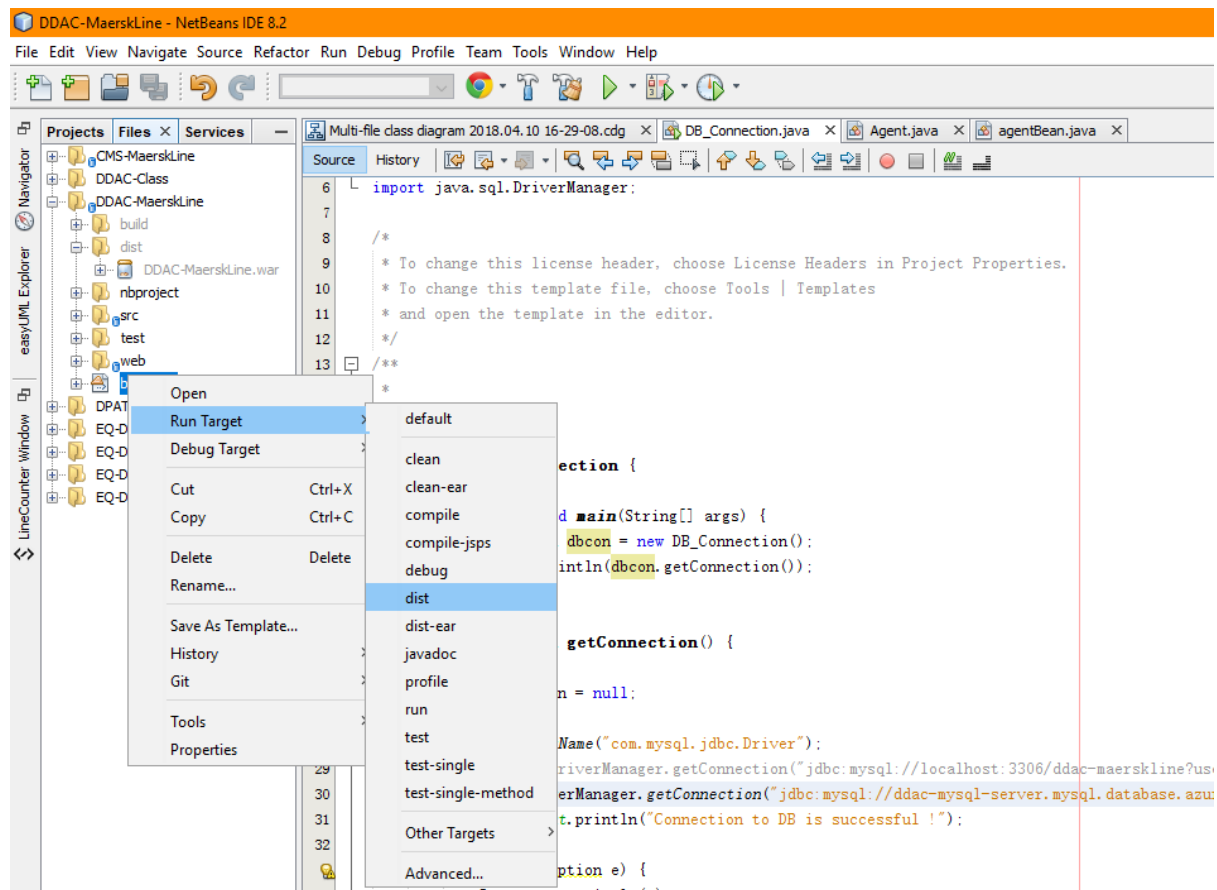 DDAC-MaerskLine - NetBeans IDE 8.2
File Edit View Navigate Source Refactor Run Debug Profile Team Tools Window Help
Projects Files Services
Multi-file class diagram 2018.04.10 16-29-08.cdg DB_Connection.java Agent.java agentBean.java
Source History
Navigator
easyUML Explorer
LineCounter Window
CMS-MaerskLine
DDAC-Class
DDAC-MaerskLine
build
dist
DDAC-MaerskLine.war
nbproject
src
test
web
b
DPAT
EQ-D
EQ-D
EQ-D
EQ-D
Open
Run Target
Debug Target
Cut Ctrl+X
Copy Ctrl+C
Delete Delete
Rename...
Save As Template...
History
Git
Tools
Properties
default
clean
clean-ear
compile
compile-jsps
debug
dist
dist-ear
javadoc
profile
run
test
test-single
test-single-method
Other Targets
Advanced...
6 import java.sql.DriverManager;
7
8 /*
9 * To change this license header, choose License Headers in Project Properties.
10 * To change this template file, choose Tools | Templates
11 * and open the template in the editor.
12 */
13 /**
*
ection {
d main(String[] args) {
dbcon = new DB_Connection();
intln(dbcon.getConnection());
getConnection() {
n = null;
Name("com.mysql.jdbc.Driver");
29 riverManager.getConnection("jdbc:mysql://localhost:3306/ddac-maerskline?use
30 erManager.getConnection("jdbc:mysql://ddac-mysql-server.mysql.database.azur
31 t.println("Connection to DB is successful !");
32
ption e) {